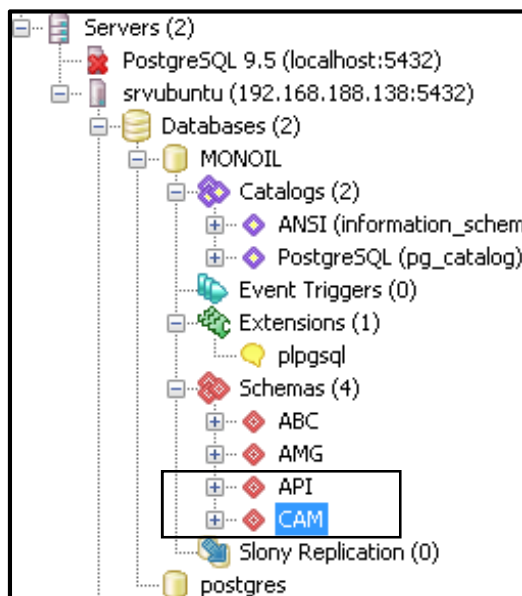 Servers (2)
PostgreSQL 9.5 (localhost:5432)
srvubuntu (192.168.188.138:5432)
Databases (2)
MONOIL
Catalogs (2)
ANSI (information_schem
PostgreSQL (pg_catalog)
Event Triggers (0)
Extensions (1)
plpgsql
Schemas (4)
ABC
AMG
API
CAM
Slony Replication (0)
postgres